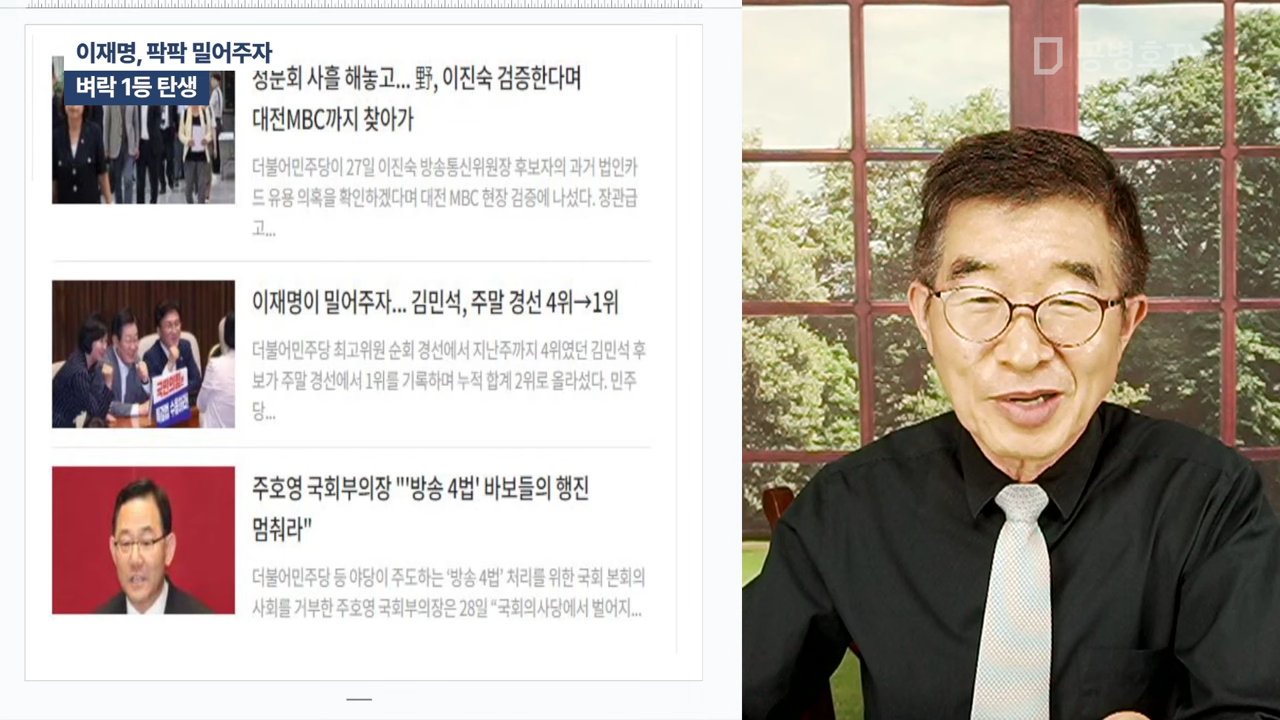 이재명, 팍팍 밀어주자
벼락 1등 탄생
청문회 사흘 해놓고... 野, 이진숙 검증한다며
대전MBC까지 찾아가
더불어민주당이 27일 이진숙 방송통신위원장 후보자의 과거 법인카
드 유용 의혹을 확인하겠다며 대전 MBC 현장 검증에 나섰다. 장관급
고...
이재명이 밀어주자... 김민석, 주말 경선 4위→1위
더불어민주당 최고위원 순회 경선에서 지난주까지 4위였던 김민석 후
보가 주말 경선에서 1위를 기록하며 누적 합계 2위로 올라섰다. 민주
당...
국민의힘은
주호영 국회부의장 "'방송 4법' 바보들의 행진
멈춰라"
더불어민주당 등 야당이 주도하는 '방송 4법' 처리를 위한 국회 본회의
사회를 거부한 주호영 국회부의장은 28일 “국회의사당에서 벌어지...
공병호TV